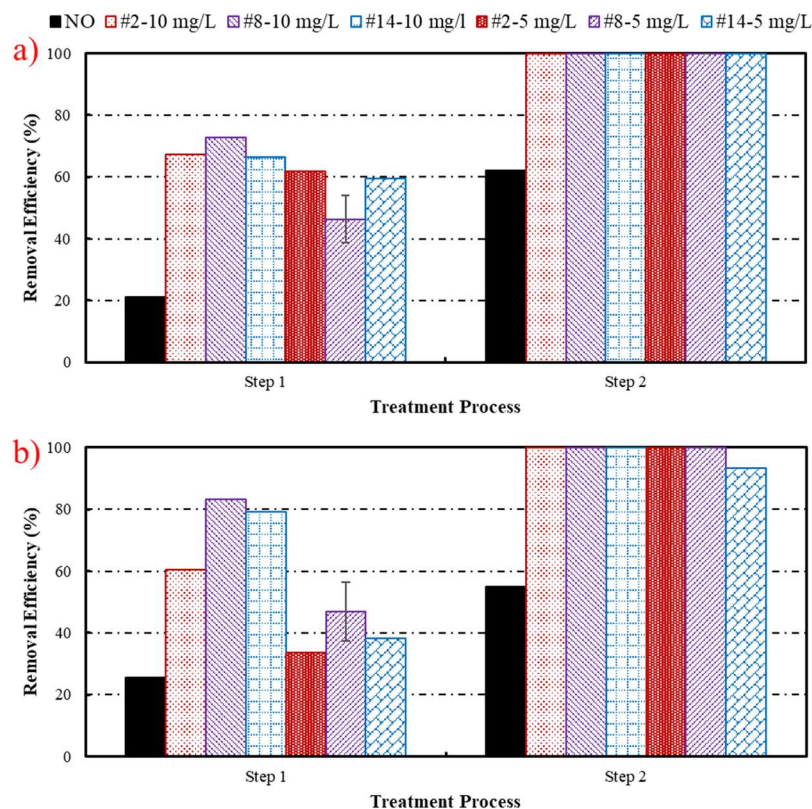 NO #2-10 mg/L #8-10 mg/L #14-10 mg/l #2-5 mg/L #8-5 mg/L #14-5 mg/L
a)
100
80
60
40
20
0
Removal Efficiency (%)
Step 1 Step 2
Treatment Process
b)
100
80
60
40
20
0
Removal Efficiency (%)
Step 1 Step 2
Treatment Process